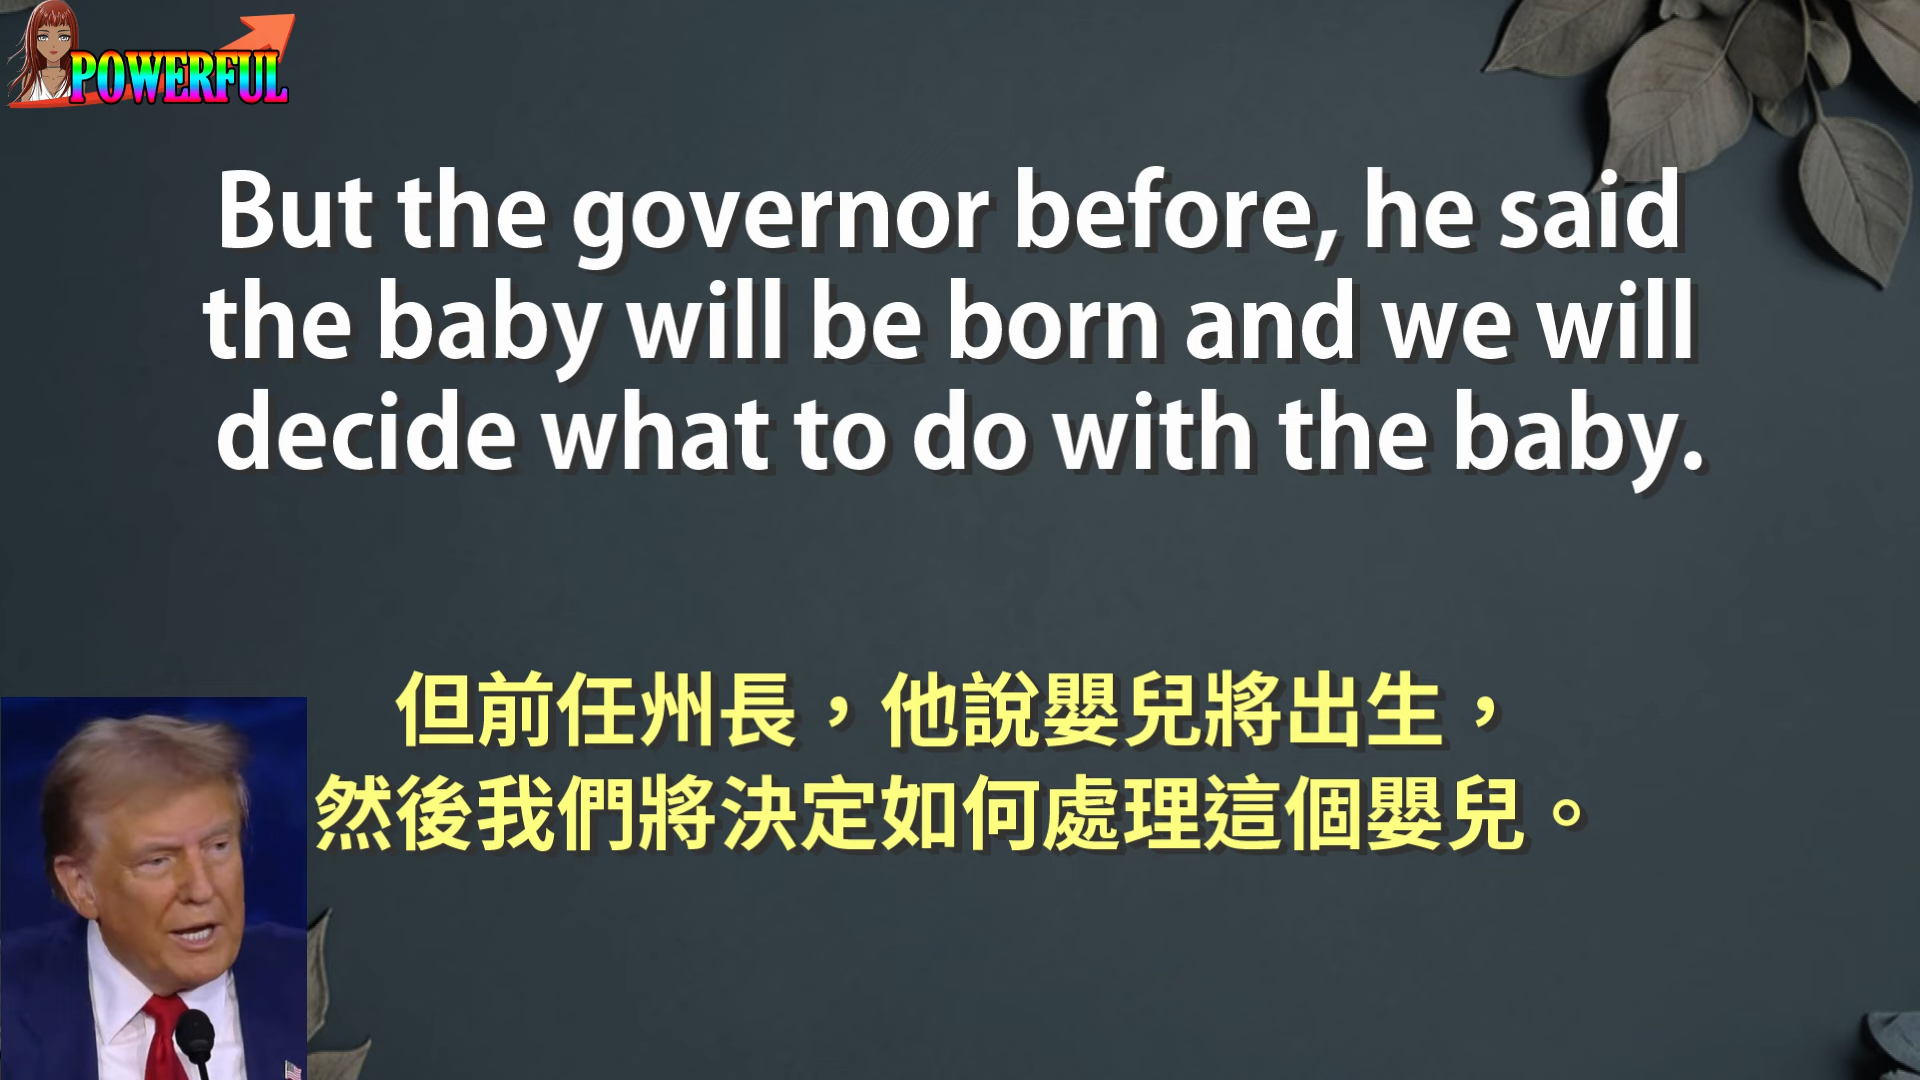 POWERFUL
But the governor before, he said
the baby will be born and we will
decide what to do with the baby.
但前任州長，他說嬰兒將出生，
然後我們將決定如何處理這個嬰兒。